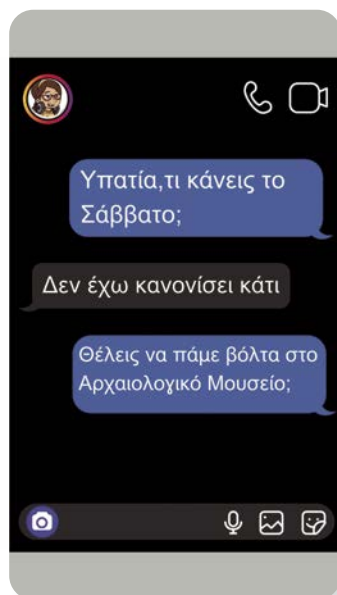 Υπατία,τι κάνεις το
Σάββατο;
Δεν έχω κανονίσει κάτι
Θέλεις να πάμε βόλτα στο
Αρχαιολογικό Μουσείο;